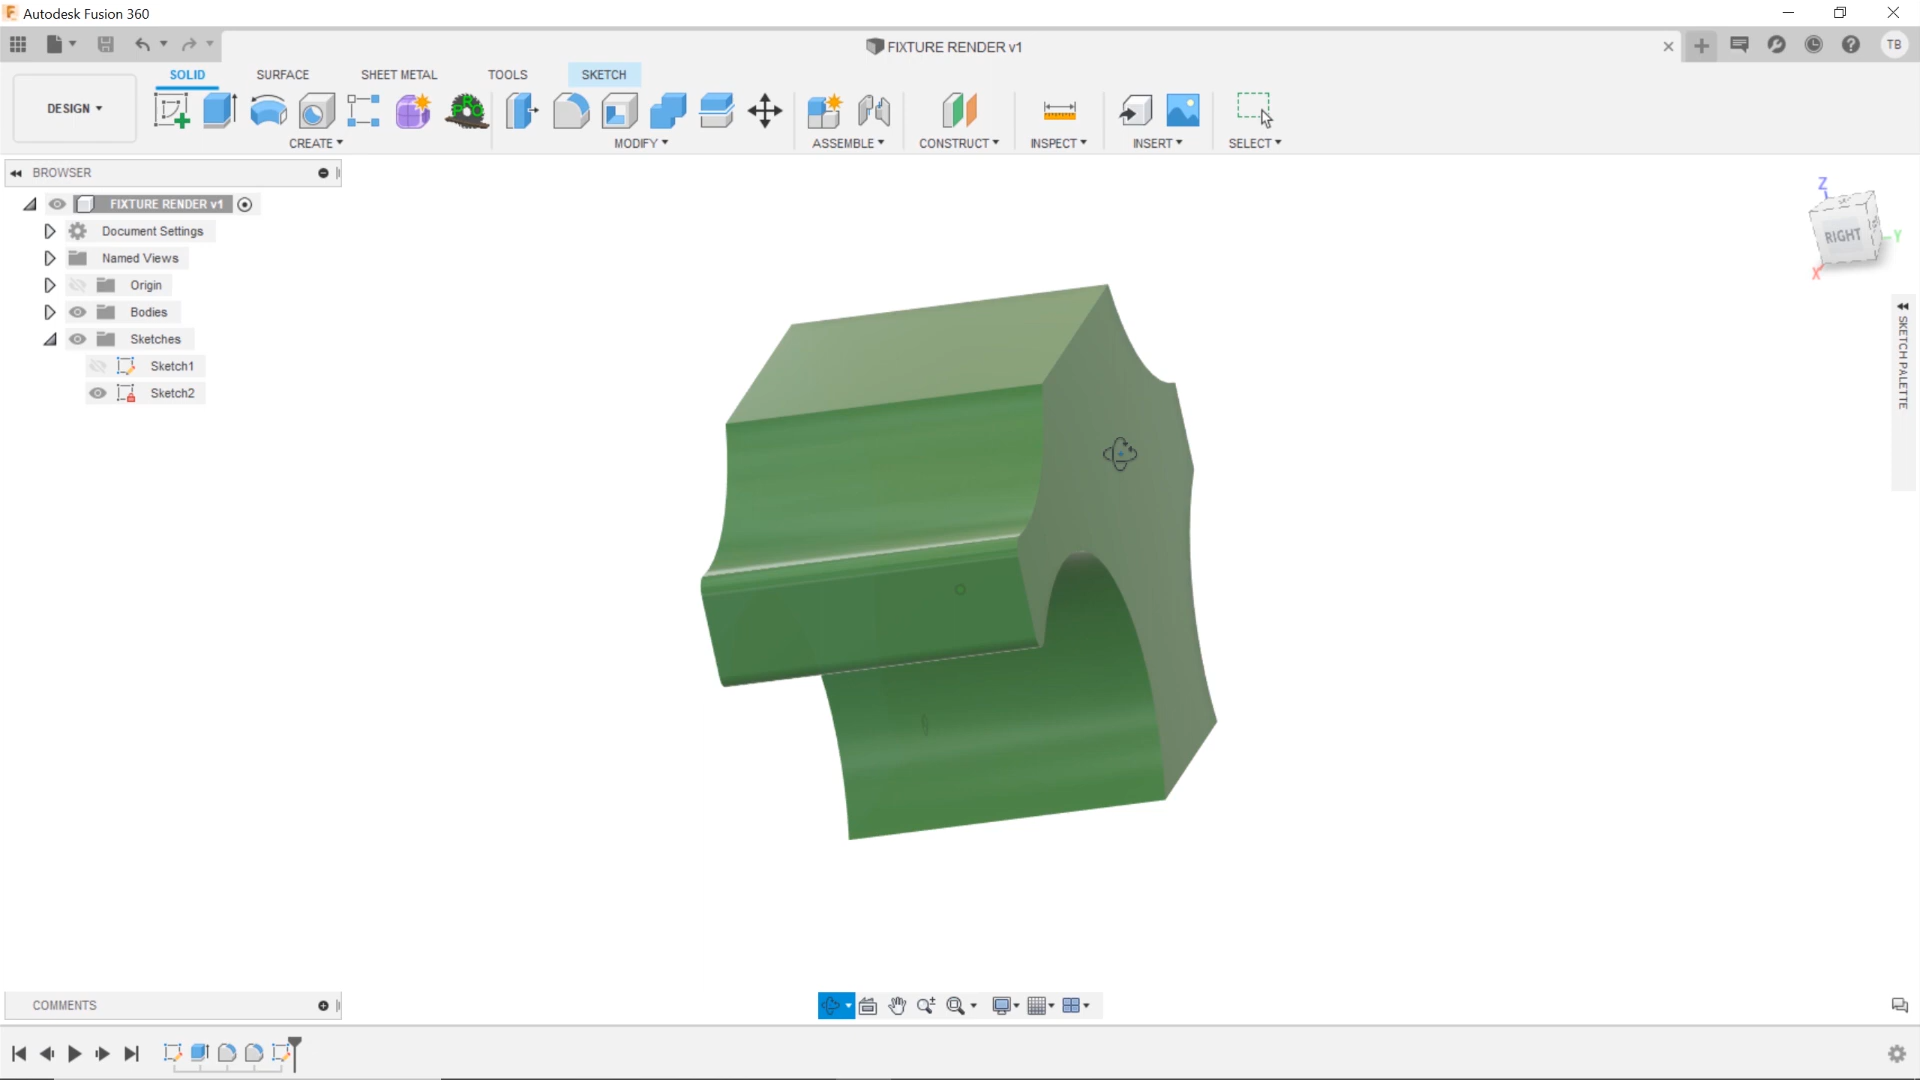 Autodesk Fusion 360
FIXTURE RENDER v1
TB
SOLID
SURFACE
SHEET METAL
TOOLS
SKETCH
DESIGN
CREATE
MODIFY
ASSEMBLE
CONSTRUCT
INSPECT
INSERT
SELECT
BROWSER
FIXTURE RENDER v1
Document Settings
Named Views
Origin
Bodies
Sketches
Sketch1
Sketch2
Z
RIGHT
Y
X
SKETCH PALETTE
COMMENTS